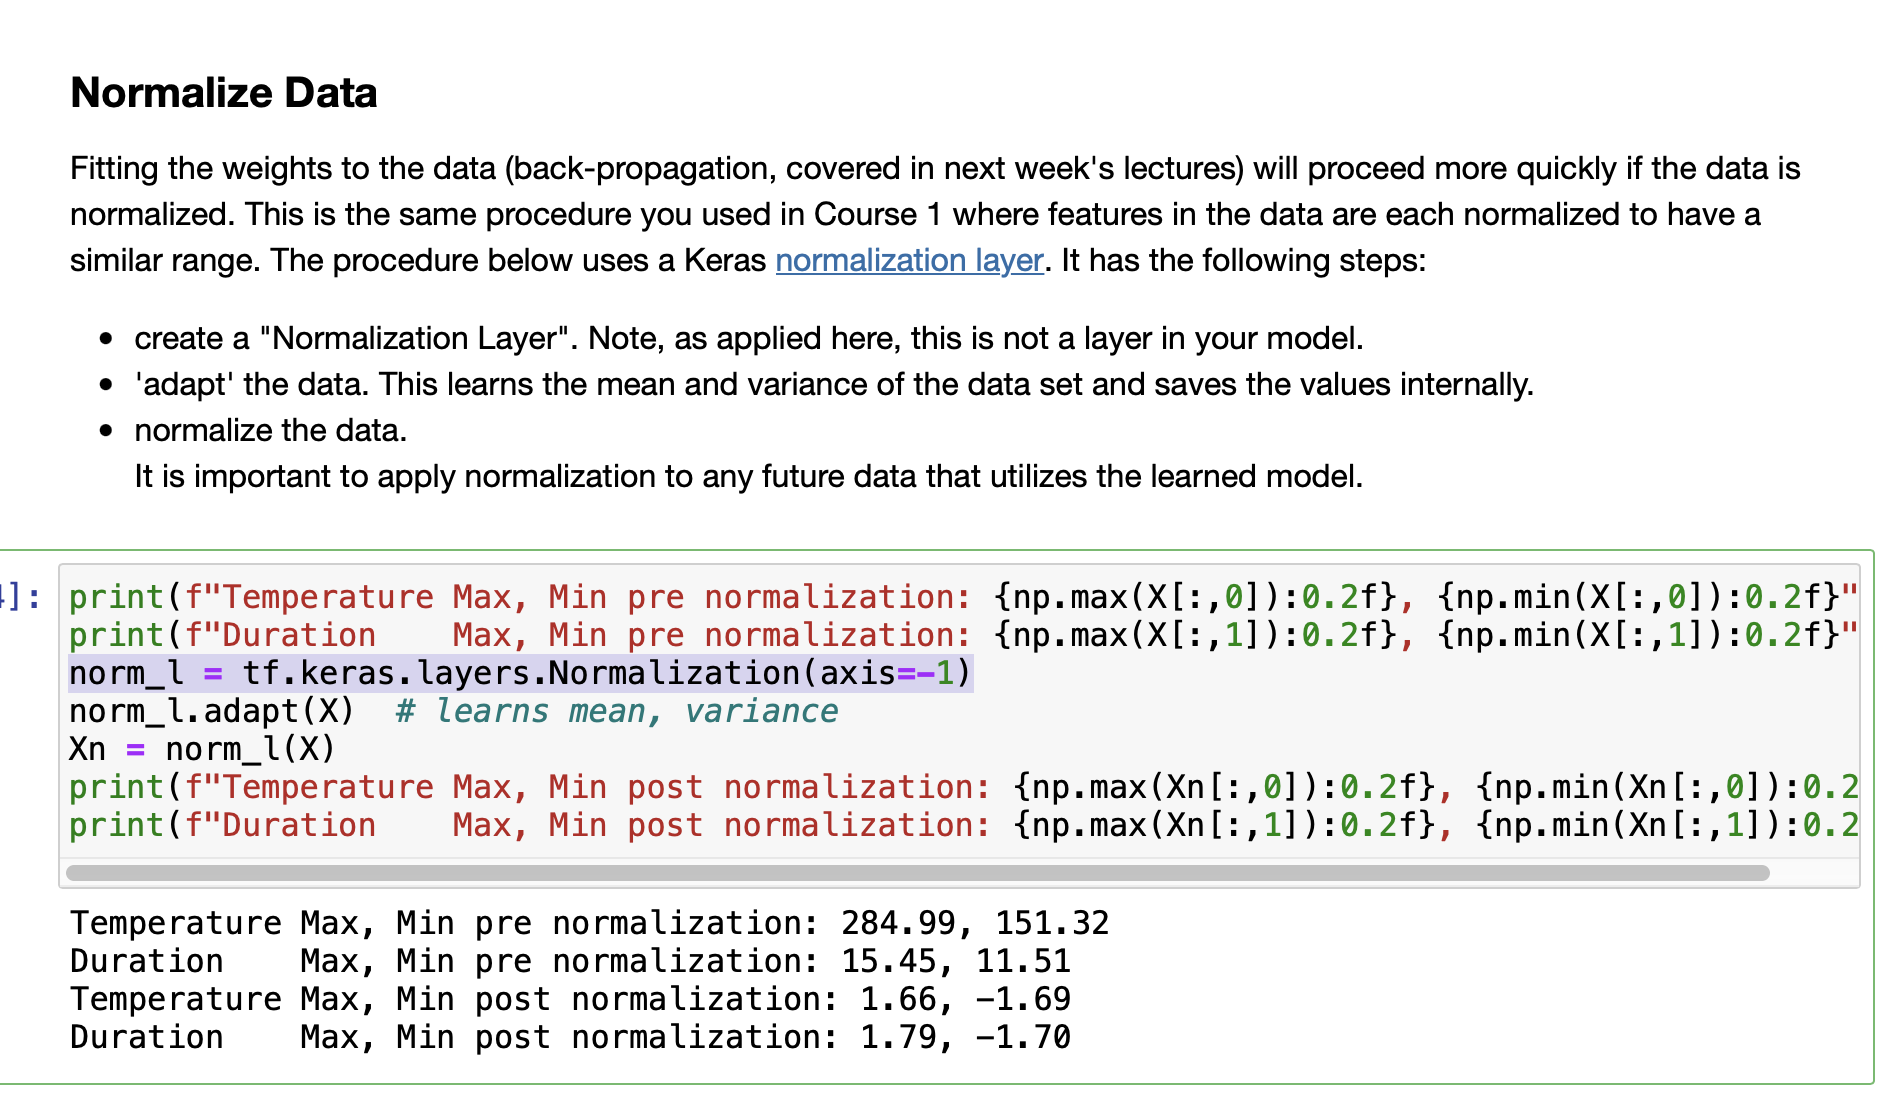 Normalize Data
Fitting the weights to the data (back-propagation, covered in next week's lectures) will proceed more quickly if the data is
normalized. This is the same procedure you used in Course 1 where features in the data are each normalized to have a
similar range. The procedure below uses a Keras normalization layer. It has the following steps:
• create a "Normalization Layer". Note, as applied here, this is not a layer in your model.
• 'adapt' the data. This learns the mean and variance of the data set and saves the values internally.
• normalize the data.
It is important to apply normalization to any future data that utilizes the learned model.
]: print(f"Temperature Max, Min pre normalization: {np.max(X[:,0]):0.2f}, {np.min(X[:,0]):0.2f}"
print(f"Duration    Max, Min pre normalization: {np.max(X[:,1]):0.2f}, {np.min(X[:,1]):0.2f}"
norm_l = tf.keras.layers.Normalization(axis=-1)
norm_l.adapt(X)  # learns mean, variance
Xn = norm_l(X)
print(f"Temperature Max, Min post normalization: {np.max(Xn[:,0]):0.2f}, {np.min(Xn[:,0]):0.2
print(f"Duration    Max, Min post normalization: {np.max(Xn[:,1]):0.2f}, {np.min(Xn[:,1]):0.2
Temperature Max, Min pre normalization: 284.99, 151.32
Duration    Max, Min pre normalization: 15.45, 11.51
Temperature Max, Min post normalization: 1.66, -1.69
Duration    Max, Min post normalization: 1.79, -1.70